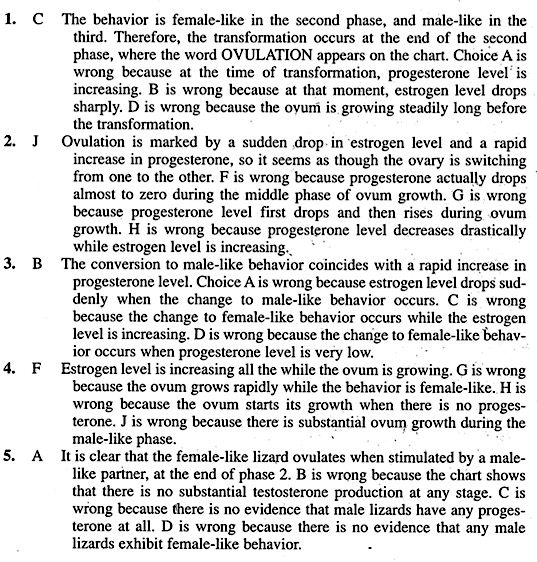 1. C The behavior is female-like in the second phase, and male-like in the
third. Therefore, the transformation occurs at the end of the second
phase, where the word OVULATION appears on the chart. Choice A is
wrong because at the time of transformation, progesterone level is
increasing. B is wrong because at that moment, estrogen level drops
sharply. D is wrong because the ovum is growing steadily long before
the transformation.
2. J Ovulation is marked by a sudden drop in estrogen level and a rapid
increase in progesterone, so it seems as though the ovary is switching
from one to the other. F is wrong because progesterone actually drops
almost to zero during the middle phase of ovum growth. G is wrong
because progesterone level first drops and then rises during ovum
growth. H is wrong because progesterone level decreases drastically
while estrogen level is increasing.
3. B The conversion to male-like behavior coincides with a rapid increase in
progesterone level. Choice A is wrong because estrogen level drops sud-
denly when the change to male-like behavior occurs. C is wrong
because the change to female-like behavior occurs while the estrogen
level is increasing. D is wrong because the change to female-like behav-
ior occurs when progesterone level is very low.
4. F Estrogen level is increasing all the while the ovum is growing. G is wrong
because the ovum grows rapidly while the behavior is female-like. H is
wrong because the ovum starts its growth when there is no proges-
terone. J is wrong because there is substantial ovum growth during the
male-like phase.
5. A It is clear that the female-like lizard ovulates when stimulated by a male-
like partner, at the end of phase 2. B is wrong because the chart shows
that there is no substantial testosterone production at any stage. C is
wrong because there is no evidence that male lizards have any proges-
terone at all. D is wrong because there is no evidence that any male
lizards exhibit female-like behavior.